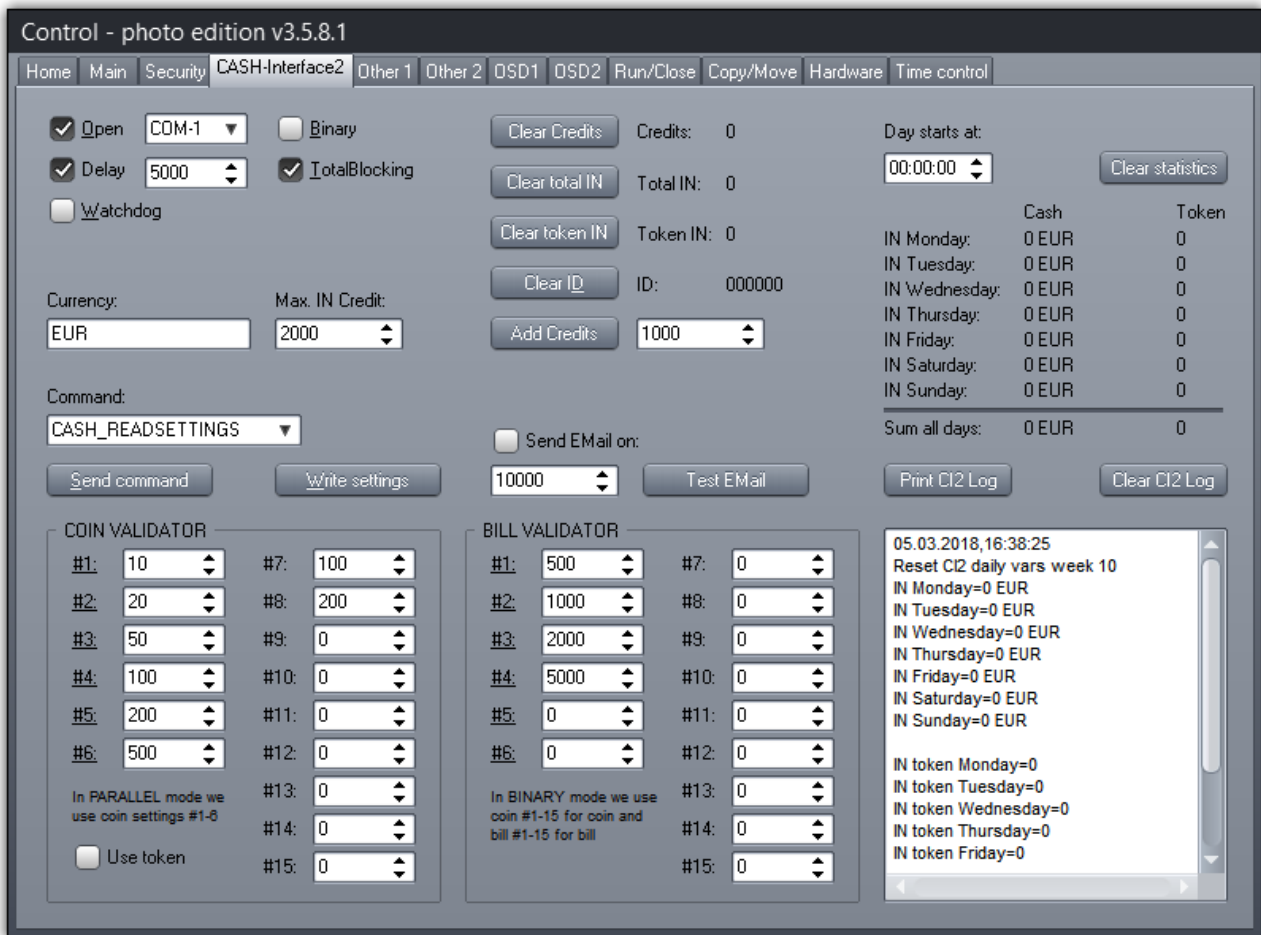 Control - photo edition v3.5.8.1
Home Main Security CASH-Interface2 Other 1 Other 2 OSD1 OSD2 Run/Close Copy/Move Hardware Time control
Open COM-1 Binary
Delay 5000 TotalBlocking
Watchdog
Currency: Max. IN Credit:
EUR 2000
Command:
CASH_READSETTINGS
Send command Write settings
Clear Credits Credits: 0
Clear total IN Total IN: 0
Clear token IN Token IN: 0
Clear ID ID: 000000
Add Credits 1000
Send EMail on:
10000 Test EMail
Day starts at:
00:00:00 Clear statistics
Cash Token
IN Monday: 0 EUR 0
IN Tuesday: 0 EUR 0
IN Wednesday: 0 EUR 0
IN Thursday: 0 EUR 0
IN Friday: 0 EUR 0
IN Saturday: 0 EUR 0
IN Sunday: 0 EUR 0
Sum all days: 0 EUR 0
Print CI2 Log Clear CI2 Log
COIN VALIDATOR
#1: 10 #7: 100
#2: 20 #8: 200
#3: 50 #9: 0
#4: 100 #10: 0
#5: 200 #11: 0
#6: 500 #12: 0
#13: 0
#14: 0
#15: 0
In PARALLEL mode we
use coin settings #1-6
Use token
BILL VALIDATOR
#1: 500 #7: 0
#2: 1000 #8: 0
#3: 2000 #9: 0
#4: 5000 #10: 0
#5: 0 #11: 0
#6: 0 #12: 0
#13: 0
#14: 0
#15: 0
In BINARY mode we use
coin #1-15 for coin and
bill #1-15 for bill
05.03.2018,16:38:25
Reset CI2 daily vars week 10
IN Monday=0 EUR
IN Tuesday=0 EUR
IN Wednesday=0 EUR
IN Thursday=0 EUR
IN Friday=0 EUR
IN Saturday=0 EUR
IN Sunday=0 EUR
IN token Monday=0
IN token Tuesday=0
IN token Wednesday=0
IN token Thursday=0
IN token Friday=0